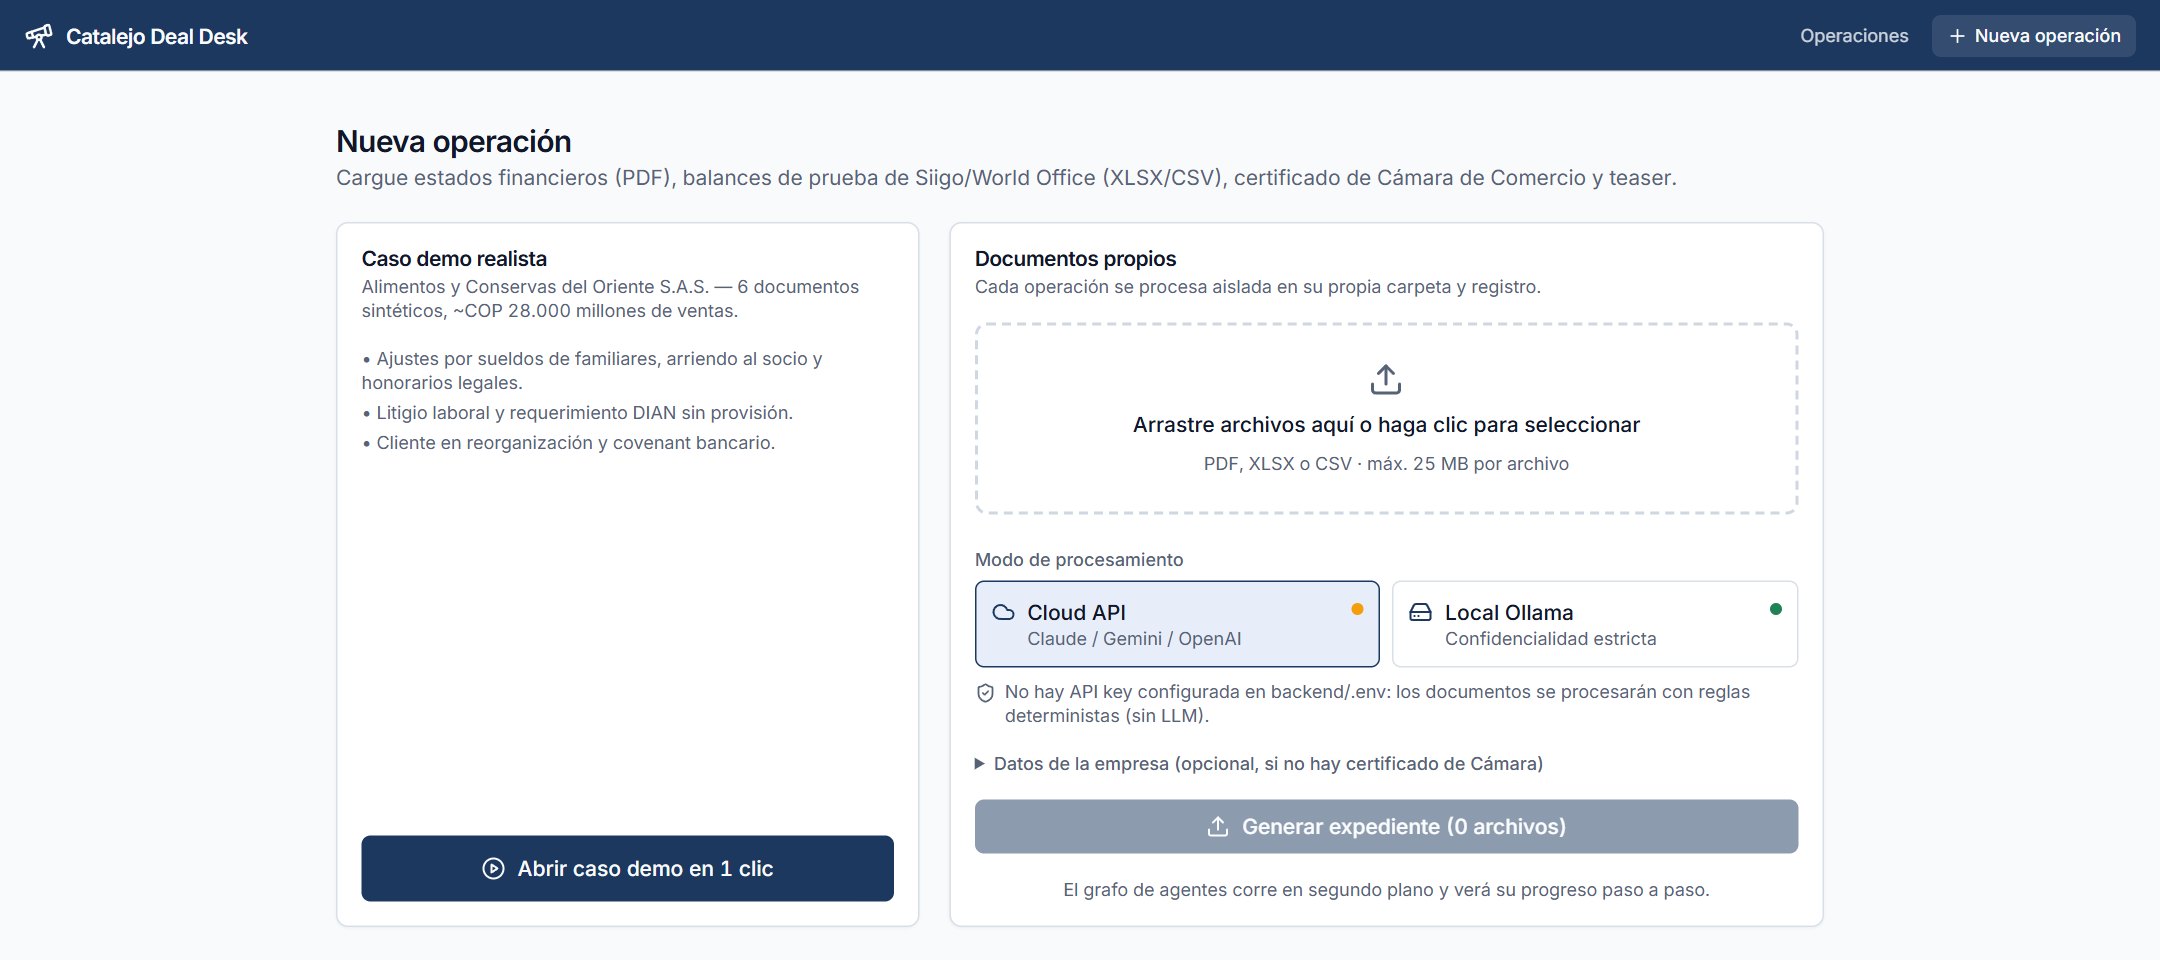 Catalejo Deal Desk
Operaciones
+ Nueva operación
Nueva operación
Cargue estados financieros (PDF), balances de prueba de Siigo/World Office (XLSX/CSV), certificado de Cámara de Comercio y teaser.
Caso demo realista
Alimentos y Conservas del Oriente S.A.S. — 6 documentos
sintéticos, ~COP 28.000 millones de ventas.
• Ajustes por sueldos de familiares, arriendo al socio y
honorarios legales.
• Litigio laboral y requerimiento DIAN sin provisión.
• Cliente en reorganización y covenant bancario.
Abrir caso demo en 1 clic
Documentos propios
Cada operación se procesa aislada en su propia carpeta y registro.
Arrastre archivos aquí o haga clic para seleccionar
PDF, XLSX o CSV · máx. 25 MB por archivo
Modo de procesamiento
Cloud API
Claude / Gemini / OpenAI
Local Ollama
Confidencialidad estricta
No hay API key configurada en backend/.env: los documentos se procesarán con reglas
deterministas (sin LLM).
Datos de la empresa (opcional, si no hay certificado de Cámara)
Generar expediente (0 archivos)
El grafo de agentes corre en segundo plano y verá su progreso paso a paso.